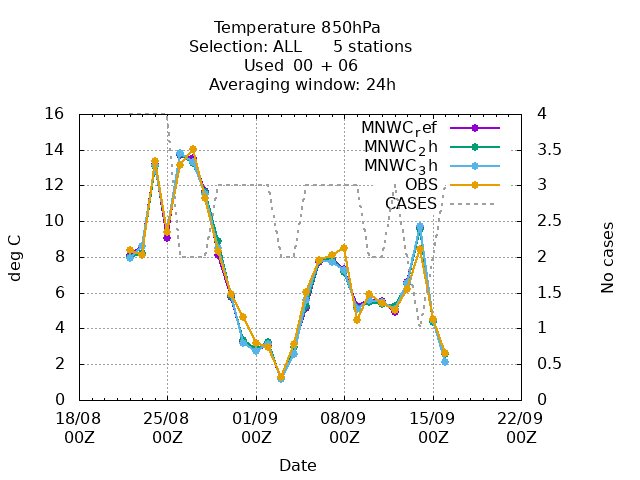 Temperature 850hPa
Selection: ALL 5 stations
Used 00 + 06
Averaging window: 24h
16 4
14 3.5
12 3
10 2.5
8 2
6 1.5
4 1
2 0.5
0 0
MNWC_ref
MNWC_2h
MNWC_3h
OBS
CASES
deg C
No cases
18/08 25/08 01/09 08/09 15/09 22/09
00Z 00Z 00Z 00Z 00Z 00Z
Date